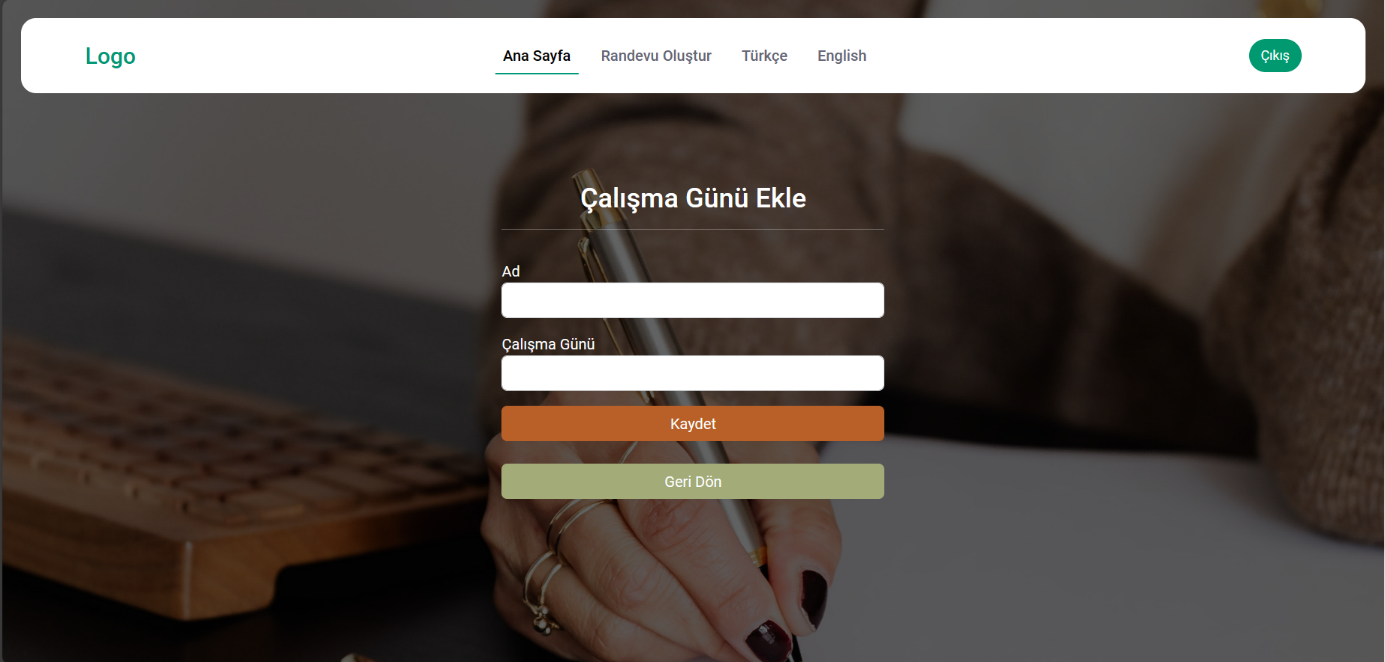 Logo
Ana Sayfa
Randevu Oluştur
Türkçe
English
Çıkış
Çalışma Günü Ekle
Ad
Çalışma Günü
Kaydet
Geri Dön